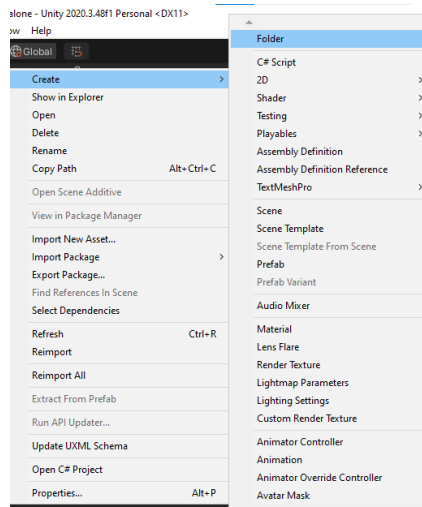 alone - Unity 2020.3.48f1 Personal <DX11>
ow Help
Global
Create
Show in Explorer
Open
Delete
Rename
Copy Path Alt+Ctrl+C
Open Scene Additive
View in Package Manager
Import New Asset...
Import Package
Export Package...
Find References In Scene
Select Dependencies
Refresh Ctrl+R
Reimport
Reimport All
Extract From Prefab
Run API Updater...
Update UXML Schema
Open C# Project
Properties... Alt+P
Folder
C# Script
2D
Shader
Testing
Playables
Assembly Definition
Assembly Definition Reference
TextMeshPro
Scene
Scene Template
Scene Template From Scene
Prefab
Prefab Variant
Audio Mixer
Material
Lens Flare
Render Texture
Lightmap Parameters
Lighting Settings
Custom Render Texture
Animator Controller
Animation
Animator Override Controller
Avatar Mask